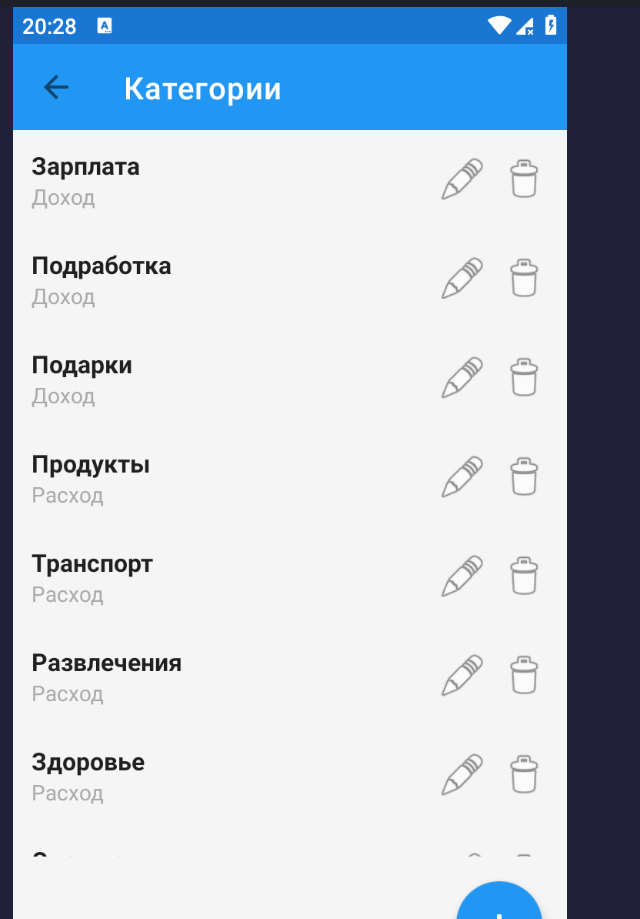 20:28 A
Категории
Зарплата
Доход
Подработка
Доход
Подарки
Доход
Продукты
Расход
Транспорт
Расход
Развлечения
Расход
Здоровье
Расход